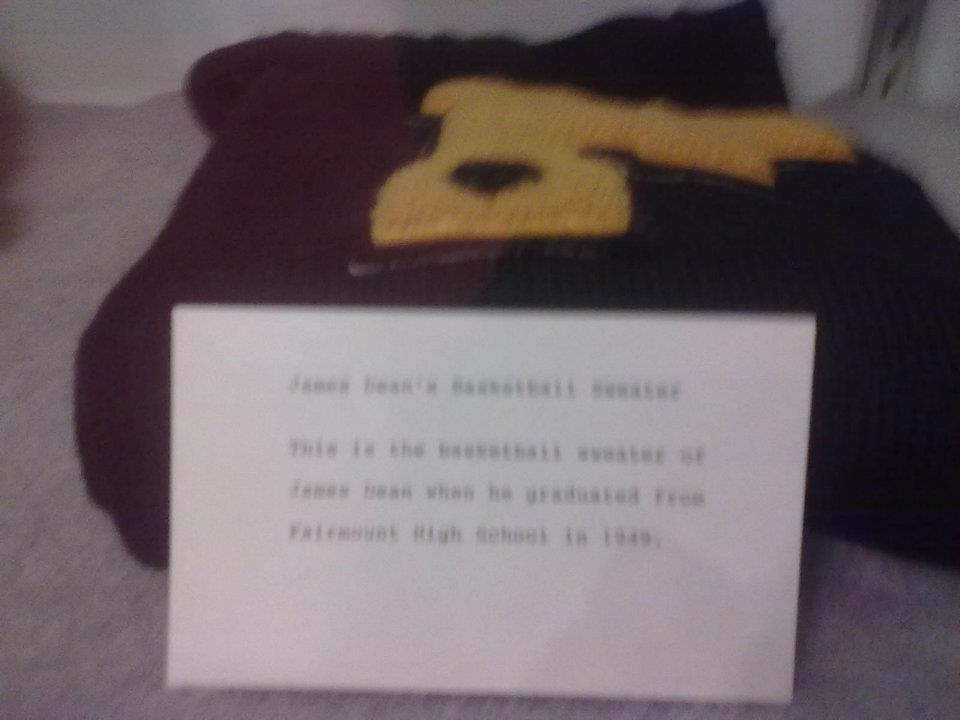 James Dean's Basketball Sweater
This is the basketball sweater of
James Dean when he graduated from
Fairmount High School in 1949.